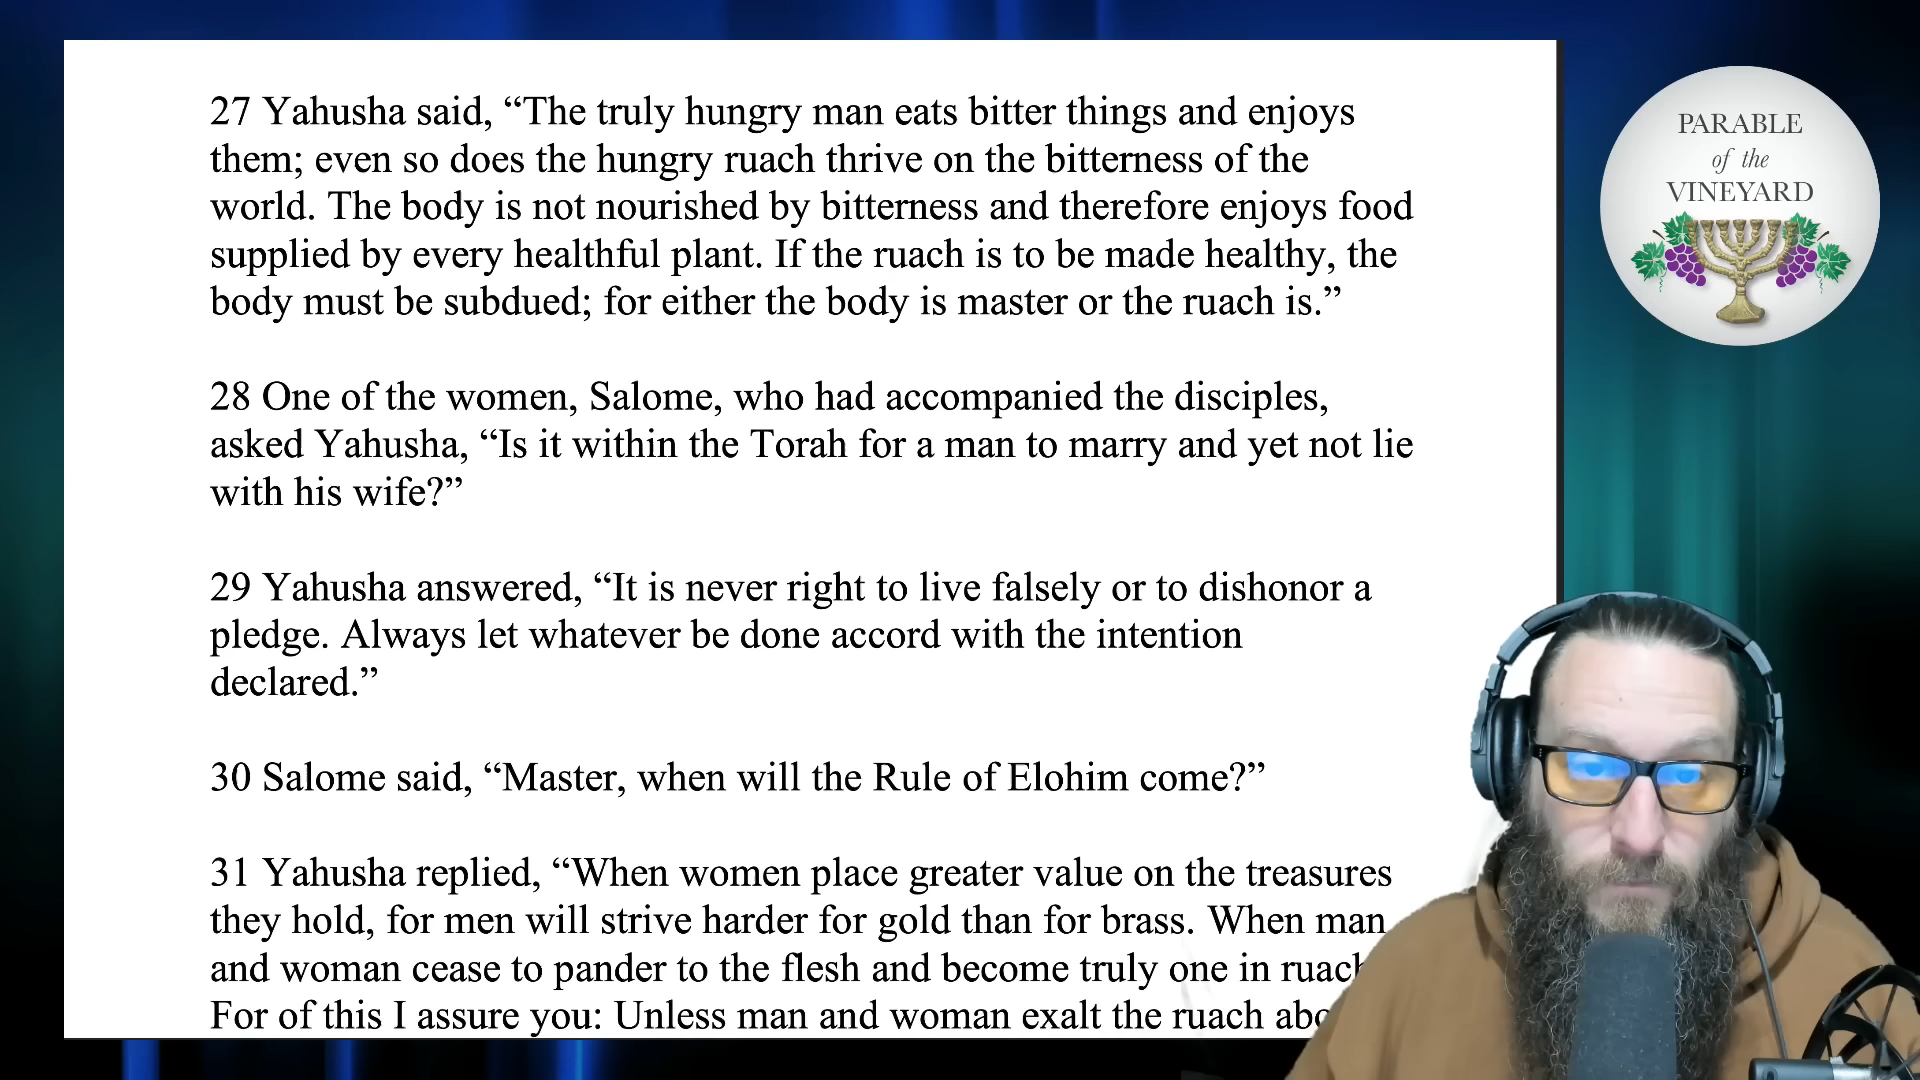 27 Yahusha said, “The truly hungry man eats bitter things and enjoys
them; even so does the hungry ruach thrive on the bitterness of the
world. The body is not nourished by bitterness and therefore enjoys food
supplied by every healthful plant. If the ruach is to be made healthy, the
body must be subdued; for either the body is master or the ruach is.”
28 One of the women, Salome, who had accompanied the disciples,
asked Yahusha, “Is it within the Torah for a man to marry and yet not lie
with his wife?”
29 Yahusha answered, “It is never right to live falsely or to dishonor a
pledge. Always let whatever be done accord with the intention
declared.”
30 Salome said, “Master, when will the Rule of Elohim come?”
31 Yahusha replied, “When women place greater value on the treasures
they hold, for men will strive harder for gold than for brass. When man
and woman cease to pander to the flesh and become truly one in
For of this I assure you: Unless man and woman exalt the ruach
PARABLE
of the
VINEYARD